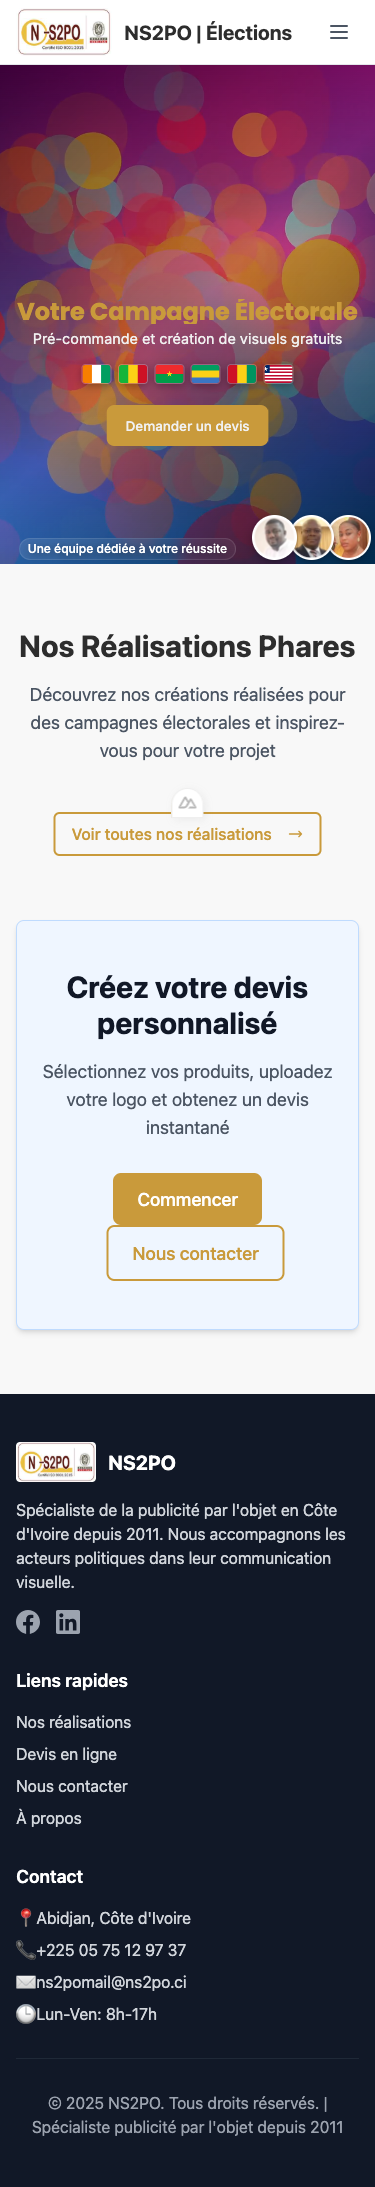 N-S2PO
Certifié ISO 9001:2015
NS2PO | Élections
Votre Campagne Électorale
Pré-commande et création de visuels gratuits
Demander un devis
Une équipe dédiée à votre réussite
Nos Réalisations Phares
Découvrez nos créations réalisées pour
des campagnes électorales et inspirez-
vous pour votre projet
Voir toutes nos réalisations →
Créez votre devis
personnalisé
Sélectionnez vos produits, uploadez
votre logo et obtenez un devis
instantané
Commencer
Nous contacter
N-S2PO
NS2PO
Spécialiste de la publicité par l'objet en Côte
d'Ivoire depuis 2011. Nous accompagnons les
acteurs politiques dans leur communication
visuelle.
Liens rapides
Nos réalisations
Devis en ligne
Nous contacter
À propos
Contact
📍Abidjan, Côte d'Ivoire
📞+225 05 75 12 97 37
✉️ns2pomail@ns2po.ci
🕒Lun-Ven: 8h-17h
© 2025 NS2PO. Tous droits réservés. |
Spécialiste publicité par l'objet depuis 2011